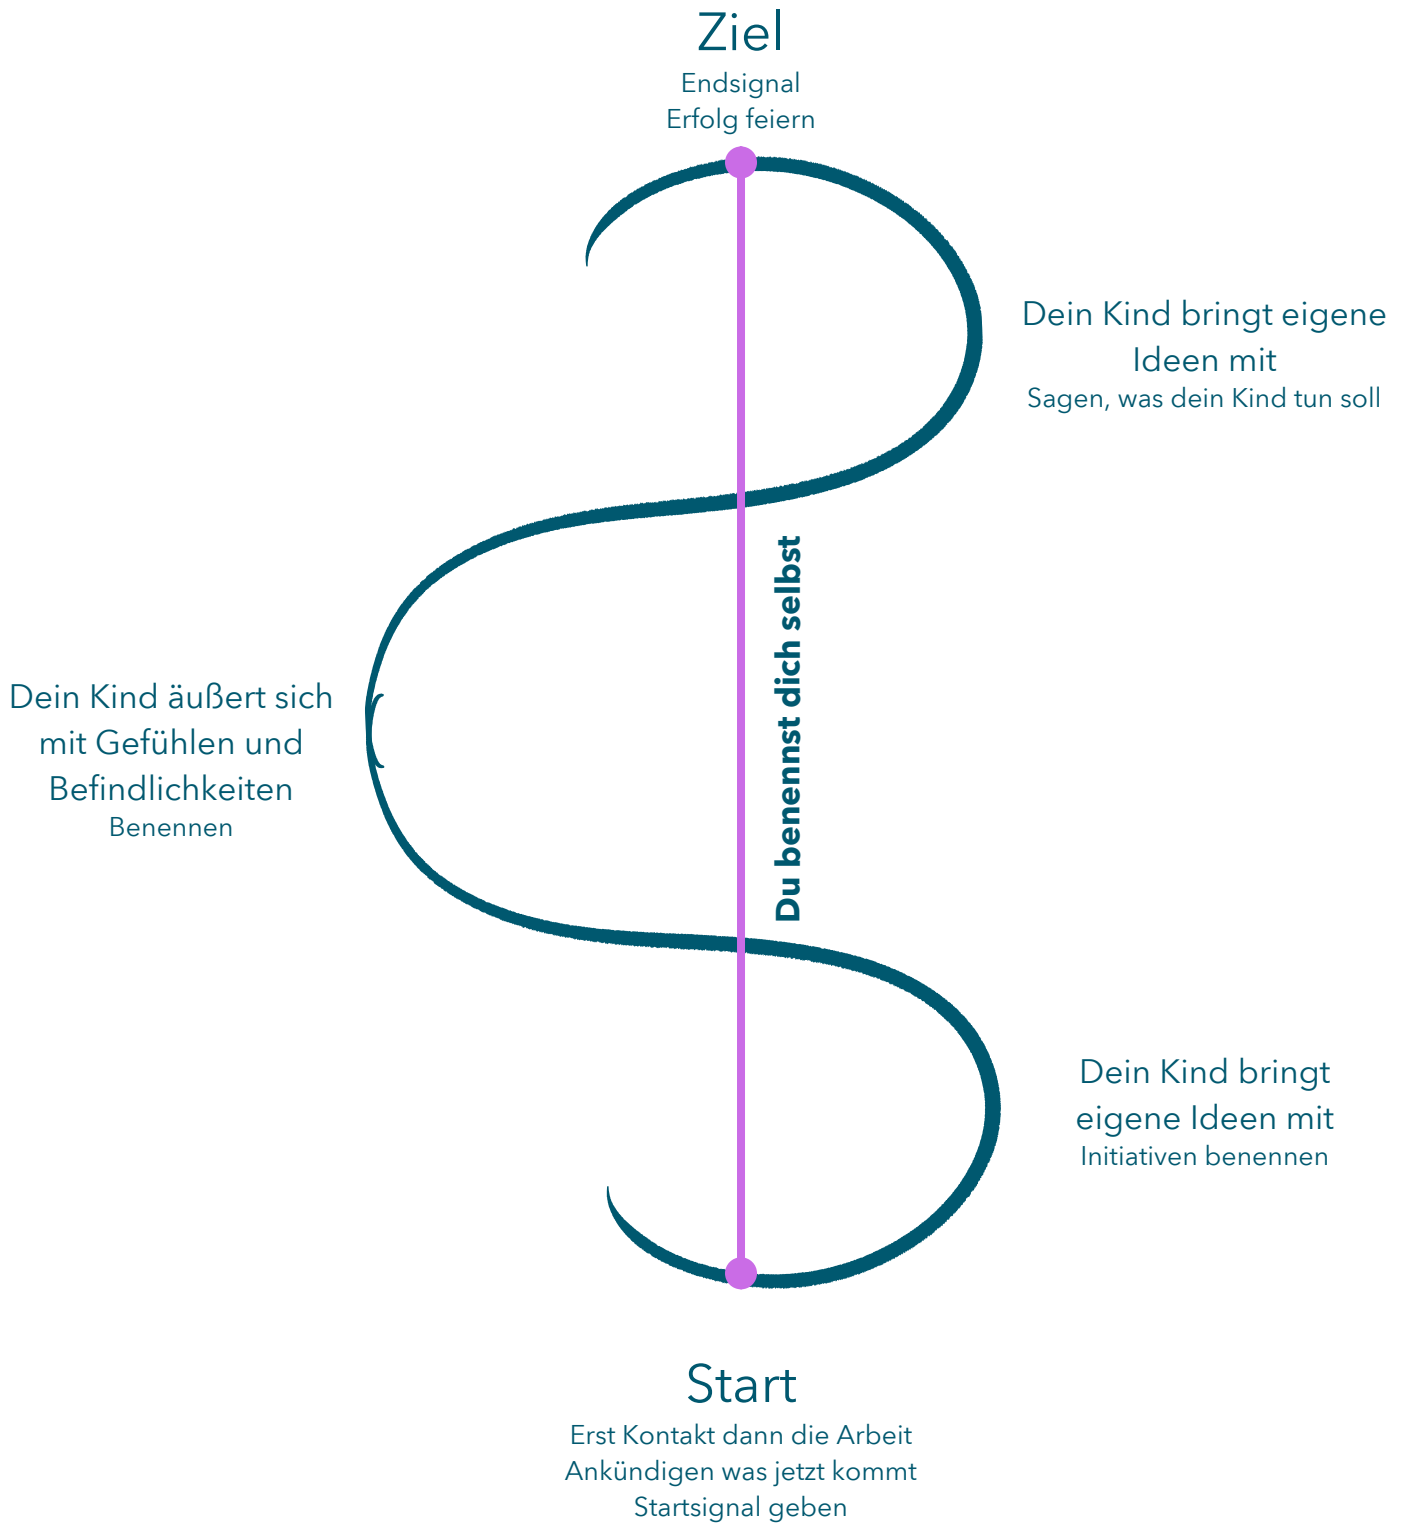 Ziel
Endsignal
Erfolg feiern
Dein Kind bringt eigene
Ideen mit
Sagen, was dein Kind tun soll
Du benennst dich selbst
Dein Kind äußert sich
mit Gefühlen und
Befindlichkeiten
Benennen
Dein Kind bringt
eigene Ideen mit
Initiativen benennen
Start
Erst Kontakt dann die Arbeit
Ankündigen was jetzt kommt
Startsignal geben